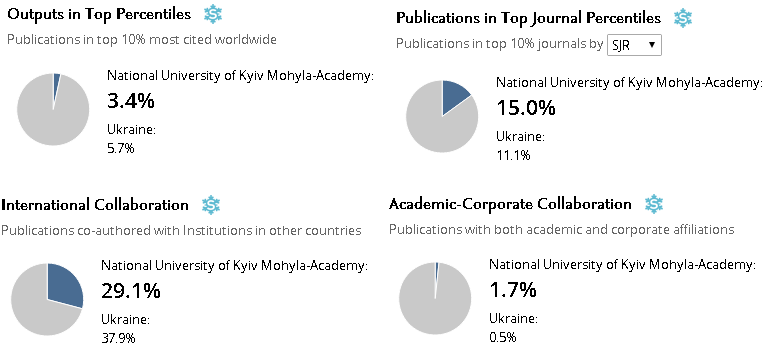 Outputs in Top Percentiles
Publications in top 10% most cited worldwide
National University of Kyiv Mohyla-Academy:
3.4%
Ukraine:
5.7%
Publications in Top Journal Percentiles
Publications in top 10% journals by SJR
National University of Kyiv Mohyla-Academy:
15.0%
Ukraine:
11.1%
International Collaboration
Publications co-authored with Institutions in other countries
National University of Kyiv Mohyla-Academy:
29.1%
Ukraine:
37.9%
Academic-Corporate Collaboration
Publications with both academic and corporate affiliations
National University of Kyiv Mohyla-Academy:
1.7%
Ukraine:
0.5%